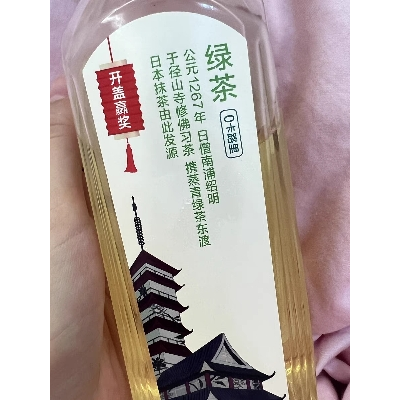 绿茶
0卡路里
公元1267年 日僧南浦绍明
于径山寺修佛习茶 携蒸青绿茶东渡
日本抹茶由此发源
开盖赢奖